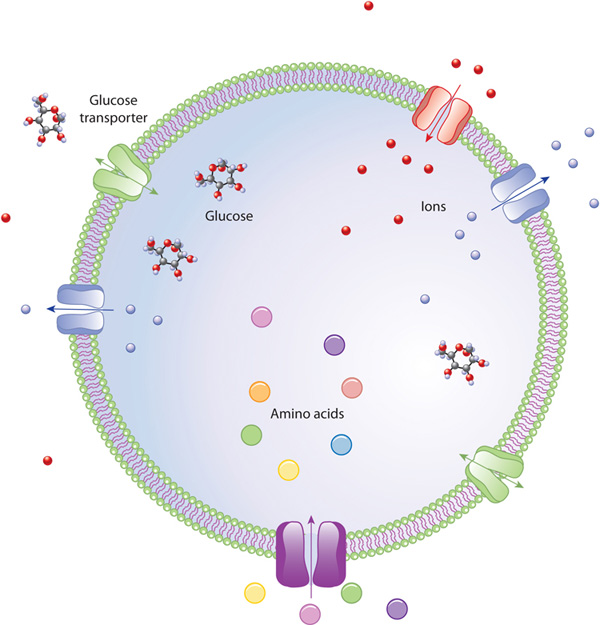 Glucose
transporter
Glucose
Ions
Amino acids